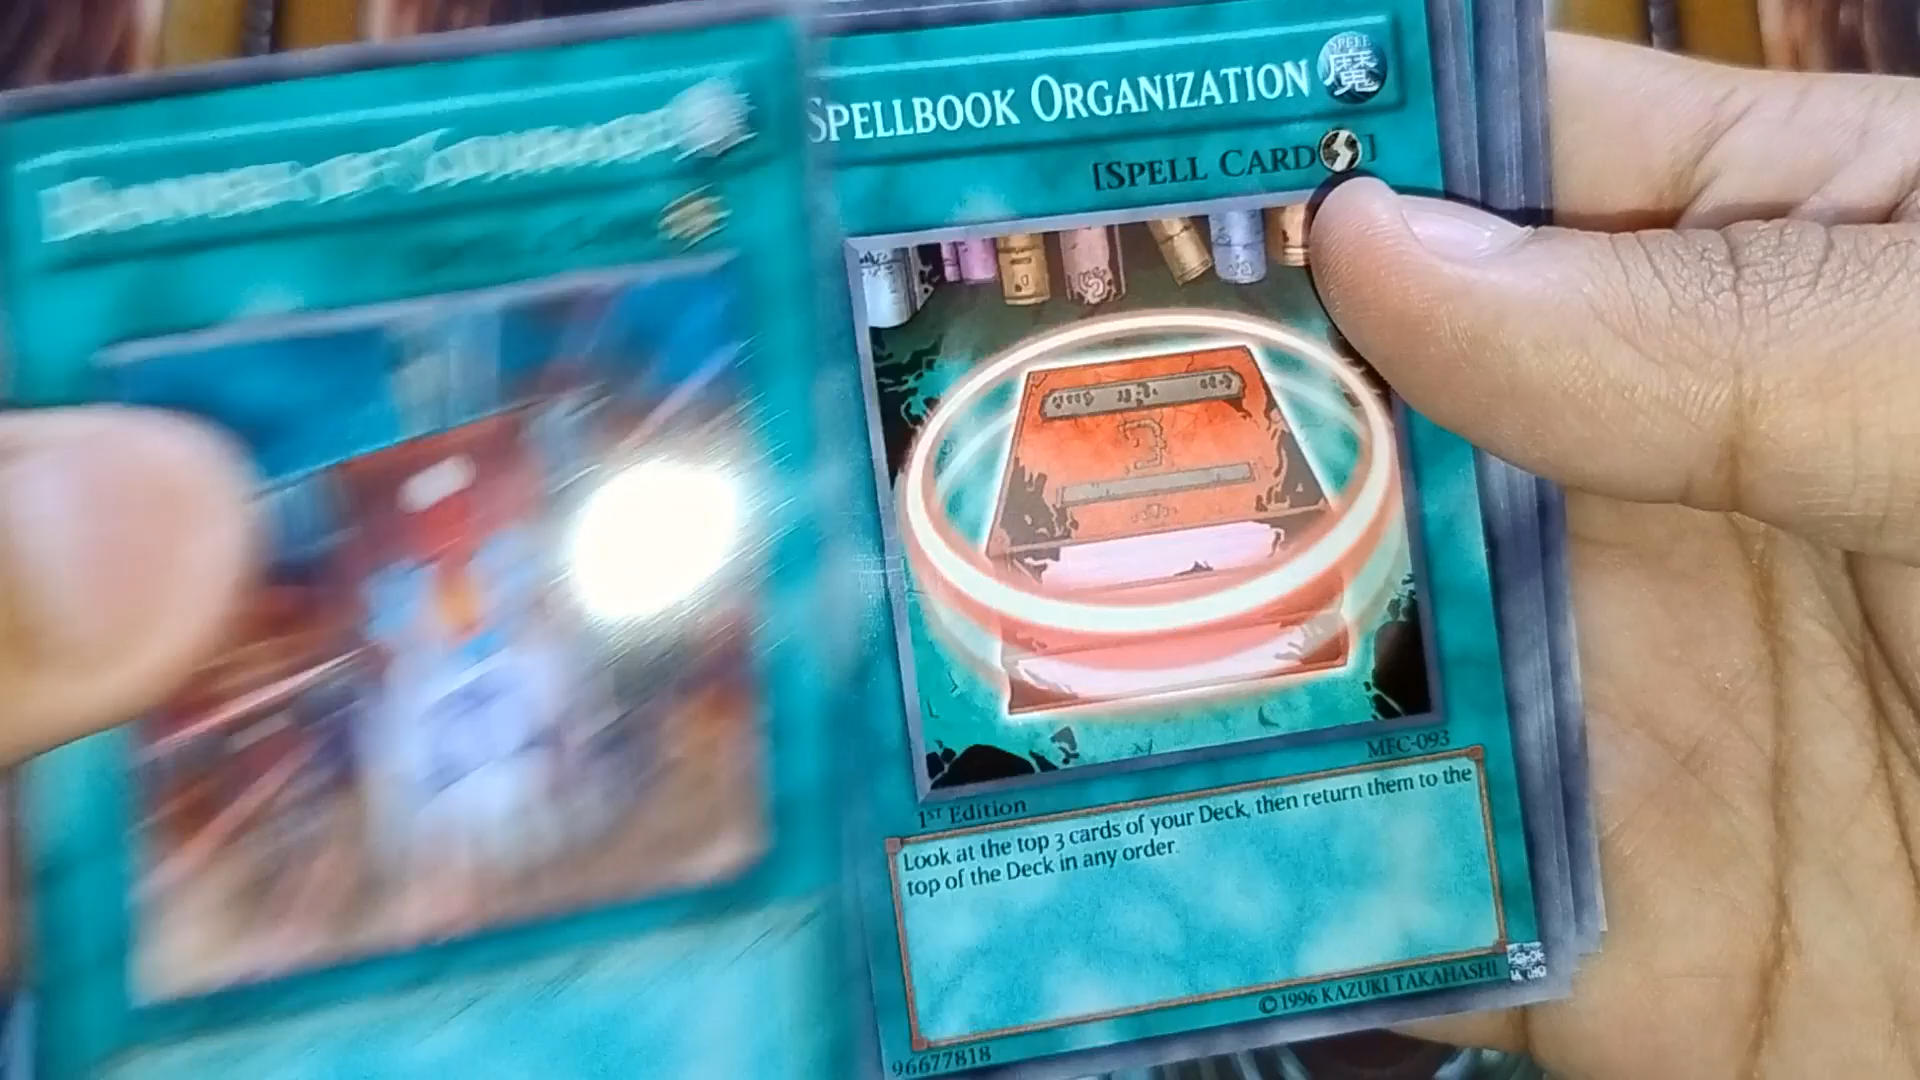 SPELLBOOK ORGANIZATION
SPELL
魔
[SPELL CARD]
MFC-093
1ST Edition
Look at the top 3 cards of your Deck, then return them to the
top of the Deck in any order.
©1996 KAZUKI TAKAHASHI
96677818